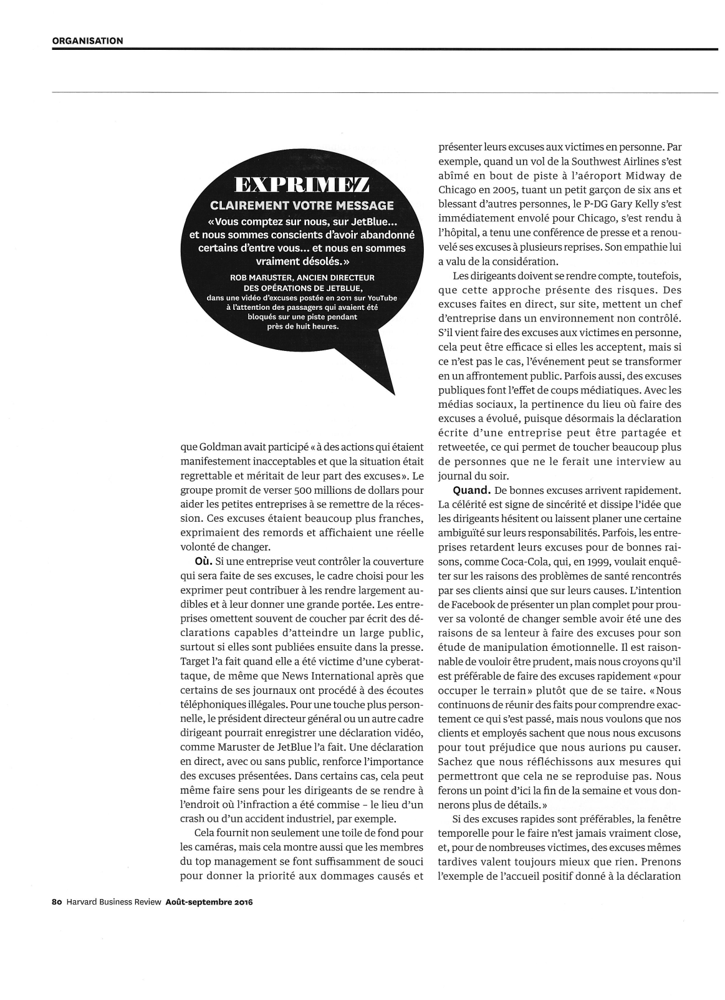 ORGANISATION
EXPRIMEZ
CLAIREMENT VOTRE MESSAGE
«Vous comptez sur nous, sur JetBlue...
et nous sommes conscients d'avoir abandonné
certains d'entre vous... et nous en sommes
vraiment désolés.»
ROB MARUSTER, ANCIEN DIRECTEUR
DES OPÉRATIONS DE JETBLUE,
dans une vidéo d'excuses postée en 2011 sur YouTube
à l'attention des passagers qui avaient été
bloqués sur une piste pendant
près de huit heures.
que Goldman avait participé « à des actions qui étaient
manifestement inacceptables et que la situation était
regrettable et méritait de leur part des excuses». Le
groupe promit de verser 500 millions de dollars pour
aider les petites entreprises à se remettre de la réces-
sion. Ces excuses étaient beaucoup plus franches,
exprimaient des remords et affichaient une réelle
volonté de changer.
Où. Si une entreprise veut contrôler la couverture
qui sera faite de ses excuses, le cadre choisi pour les
exprimer peut contribuer à les rendre largement au-
dibles et à leur donner une grande portée. Les entre-
prises omettent souvent de coucher par écrit des dé-
clarations capables d'atteindre un large public,
surtout si elles sont publiées ensuite dans la presse.
Target l'a fait quand elle a été victime d'une cyberat-
taque, de même que News International après que
certains de ses journaux ont procédé à des écoutes
téléphoniques illégales. Pour une touche plus person-
nelle, le président directeur général ou un autre cadre
dirigeant pourrait enregistrer une déclaration vidéo,
comme Maruster de JetBlue l'a fait. Une déclaration
en direct, avec ou sans public, renforce l'importance
des excuses présentées. Dans certains cas, cela peut
même faire sens pour les dirigeants de se rendre à
l'endroit où l'infraction a été commise – le lieu d'un
crash ou d'un accident industriel, par exemple.
Cela fournit non seulement une toile de fond pour
les caméras, mais cela montre aussi que les membres
du top management se font suffisamment de souci
pour donner la priorité aux dommages causés et
présenter leurs excuses aux victimes en personne. Par
exemple, quand un vol de la Southwest Airlines s'est
abîmé en bout de piste à l'aéroport Midway de
Chicago en 2005, tuant un petit garçon de six ans et
blessant d'autres personnes, le P-DG Gary Kelly s'est
immédiatement envolé pour Chicago, s'est rendu à
l'hôpital, a tenu une conférence de presse et a renou-
velé ses excuses à plusieurs reprises. Son empathie lui
a valu de la considération.
Les dirigeants doivent se rendre compte, toutefois,
que cette approche présente des risques. Des
excuses faites en direct, sur site, mettent un chef
d'entreprise dans un environnement non contrôlé.
S'il vient faire des excuses aux victimes en personne,
cela peut être efficace si elles les acceptent, mais si
ce n'est pas le cas, l'événement peut se transformer
en un affrontement public. Parfois aussi, des excuses
publiques font l'effet de coups médiatiques. Avec les
médias sociaux, la pertinence du lieu où faire des
excuses a évolué, puisque désormais la déclaration
écrite d'une entreprise peut être partagée et
retweetée, ce qui permet de toucher beaucoup plus
de personnes que ne le ferait une interview au
journal du soir.
Quand. De bonnes excuses arrivent rapidement.
La célérité est signe de sincérité et dissipe l'idée que
les dirigeants hésitent ou laissent planer une certaine
ambiguïté sur leurs responsabilités. Parfois, les entre-
prises retardent leurs excuses pour de bonnes rai-
sons, comme Coca-Cola, qui, en 1999, voulait enquê-
ter sur les raisons des problèmes de santé rencontrés
par ses clients ainsi que sur leurs causes. L'intention
de Facebook de présenter un plan complet pour prou-
ver sa volonté de changer semble avoir été une des
raisons de sa lenteur à faire des excuses pour son
étude de manipulation émotionnelle. Il est raison-
nable de vouloir être prudent, mais nous croyons qu'il
est préférable de faire des excuses rapidement «pour
occuper le terrain» plutôt que de se taire. «Nous
continuons de réunir des faits pour comprendre exac-
tement ce qui s'est passé, mais nous voulons que nos
clients et employés sachent que nous nous excusons
pour tout préjudice que nous aurions pu causer.
Sachez que nous réfléchissons aux mesures qui
permettront que cela ne se reproduise pas. Nous
ferons un point d'ici la fin de la semaine et vous don-
nerons plus de détails.»
Si des excuses rapides sont préférables, la fenêtre
temporelle pour le faire n'est jamais vraiment close,
et, pour de nombreuses victimes, des excuses mêmes
tardives valent toujours mieux que rien. Prenons
l'exemple de l'accueil positif donné à la déclaration
80 Harvard Business Review Août-septembre 2016